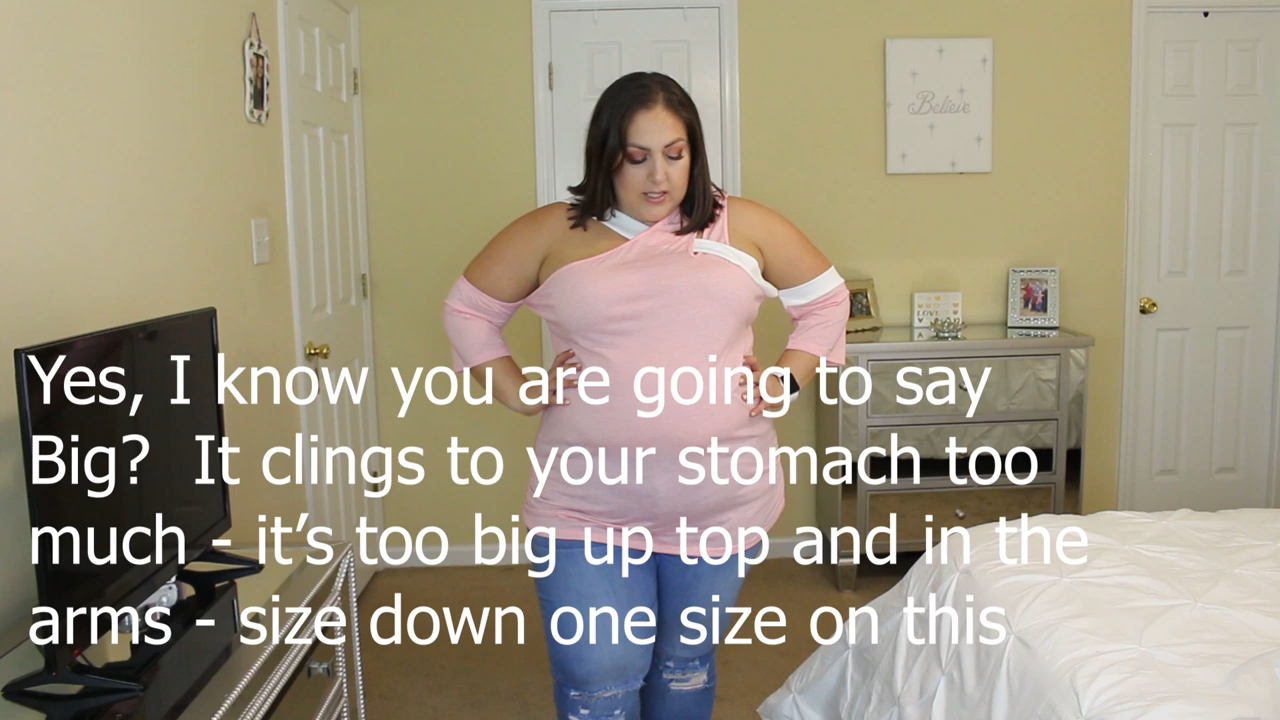 Believe
LOVE
Yes, I know you are going to say
Big?  It clings to your stomach too
much - it’s too big up top and in the
arms - size down one size on this